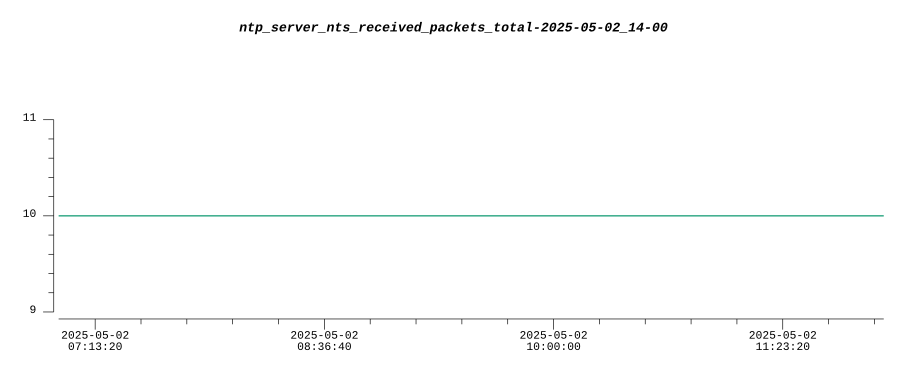 ntp_server_nts_received_packets_total-2025-05-02_14-00
11
10
9
2025-05-02 2025-05-02 2025-05-02 2025-05-02
07:13:20 08:36:40 10:00:00 11:23:20